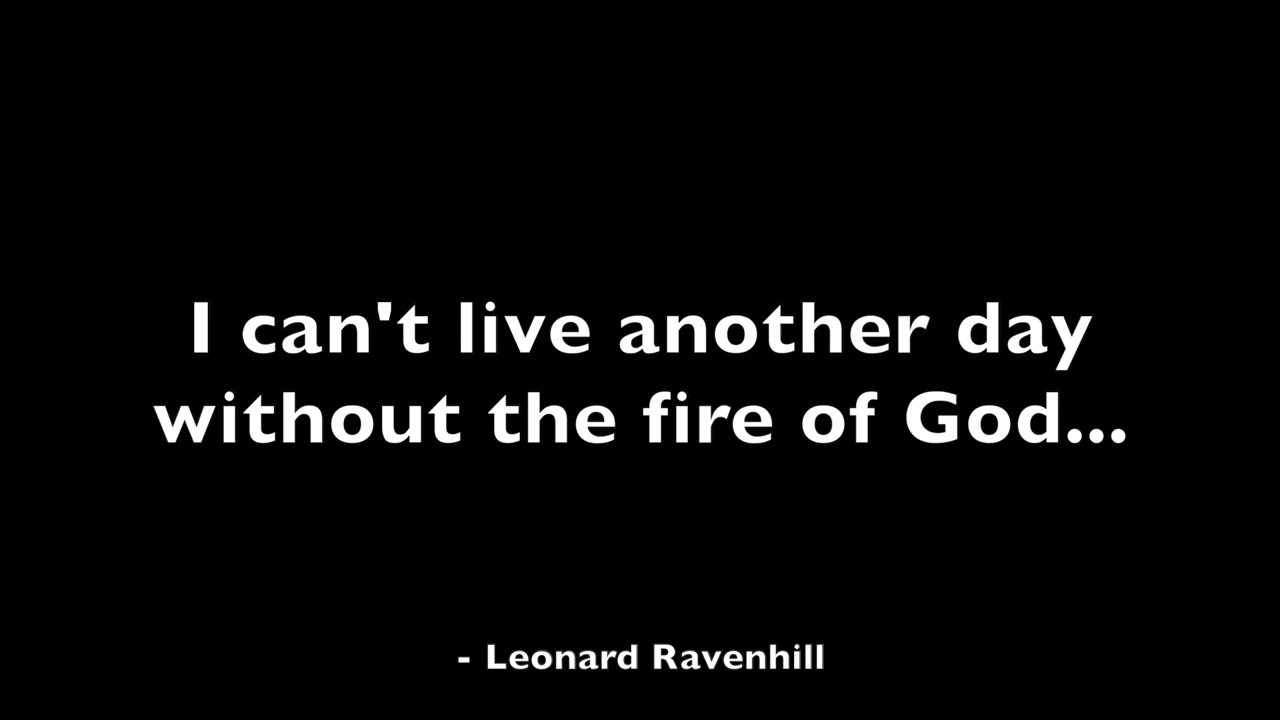 I can't live another day
without the fire of God...
- Leonard Ravenhill